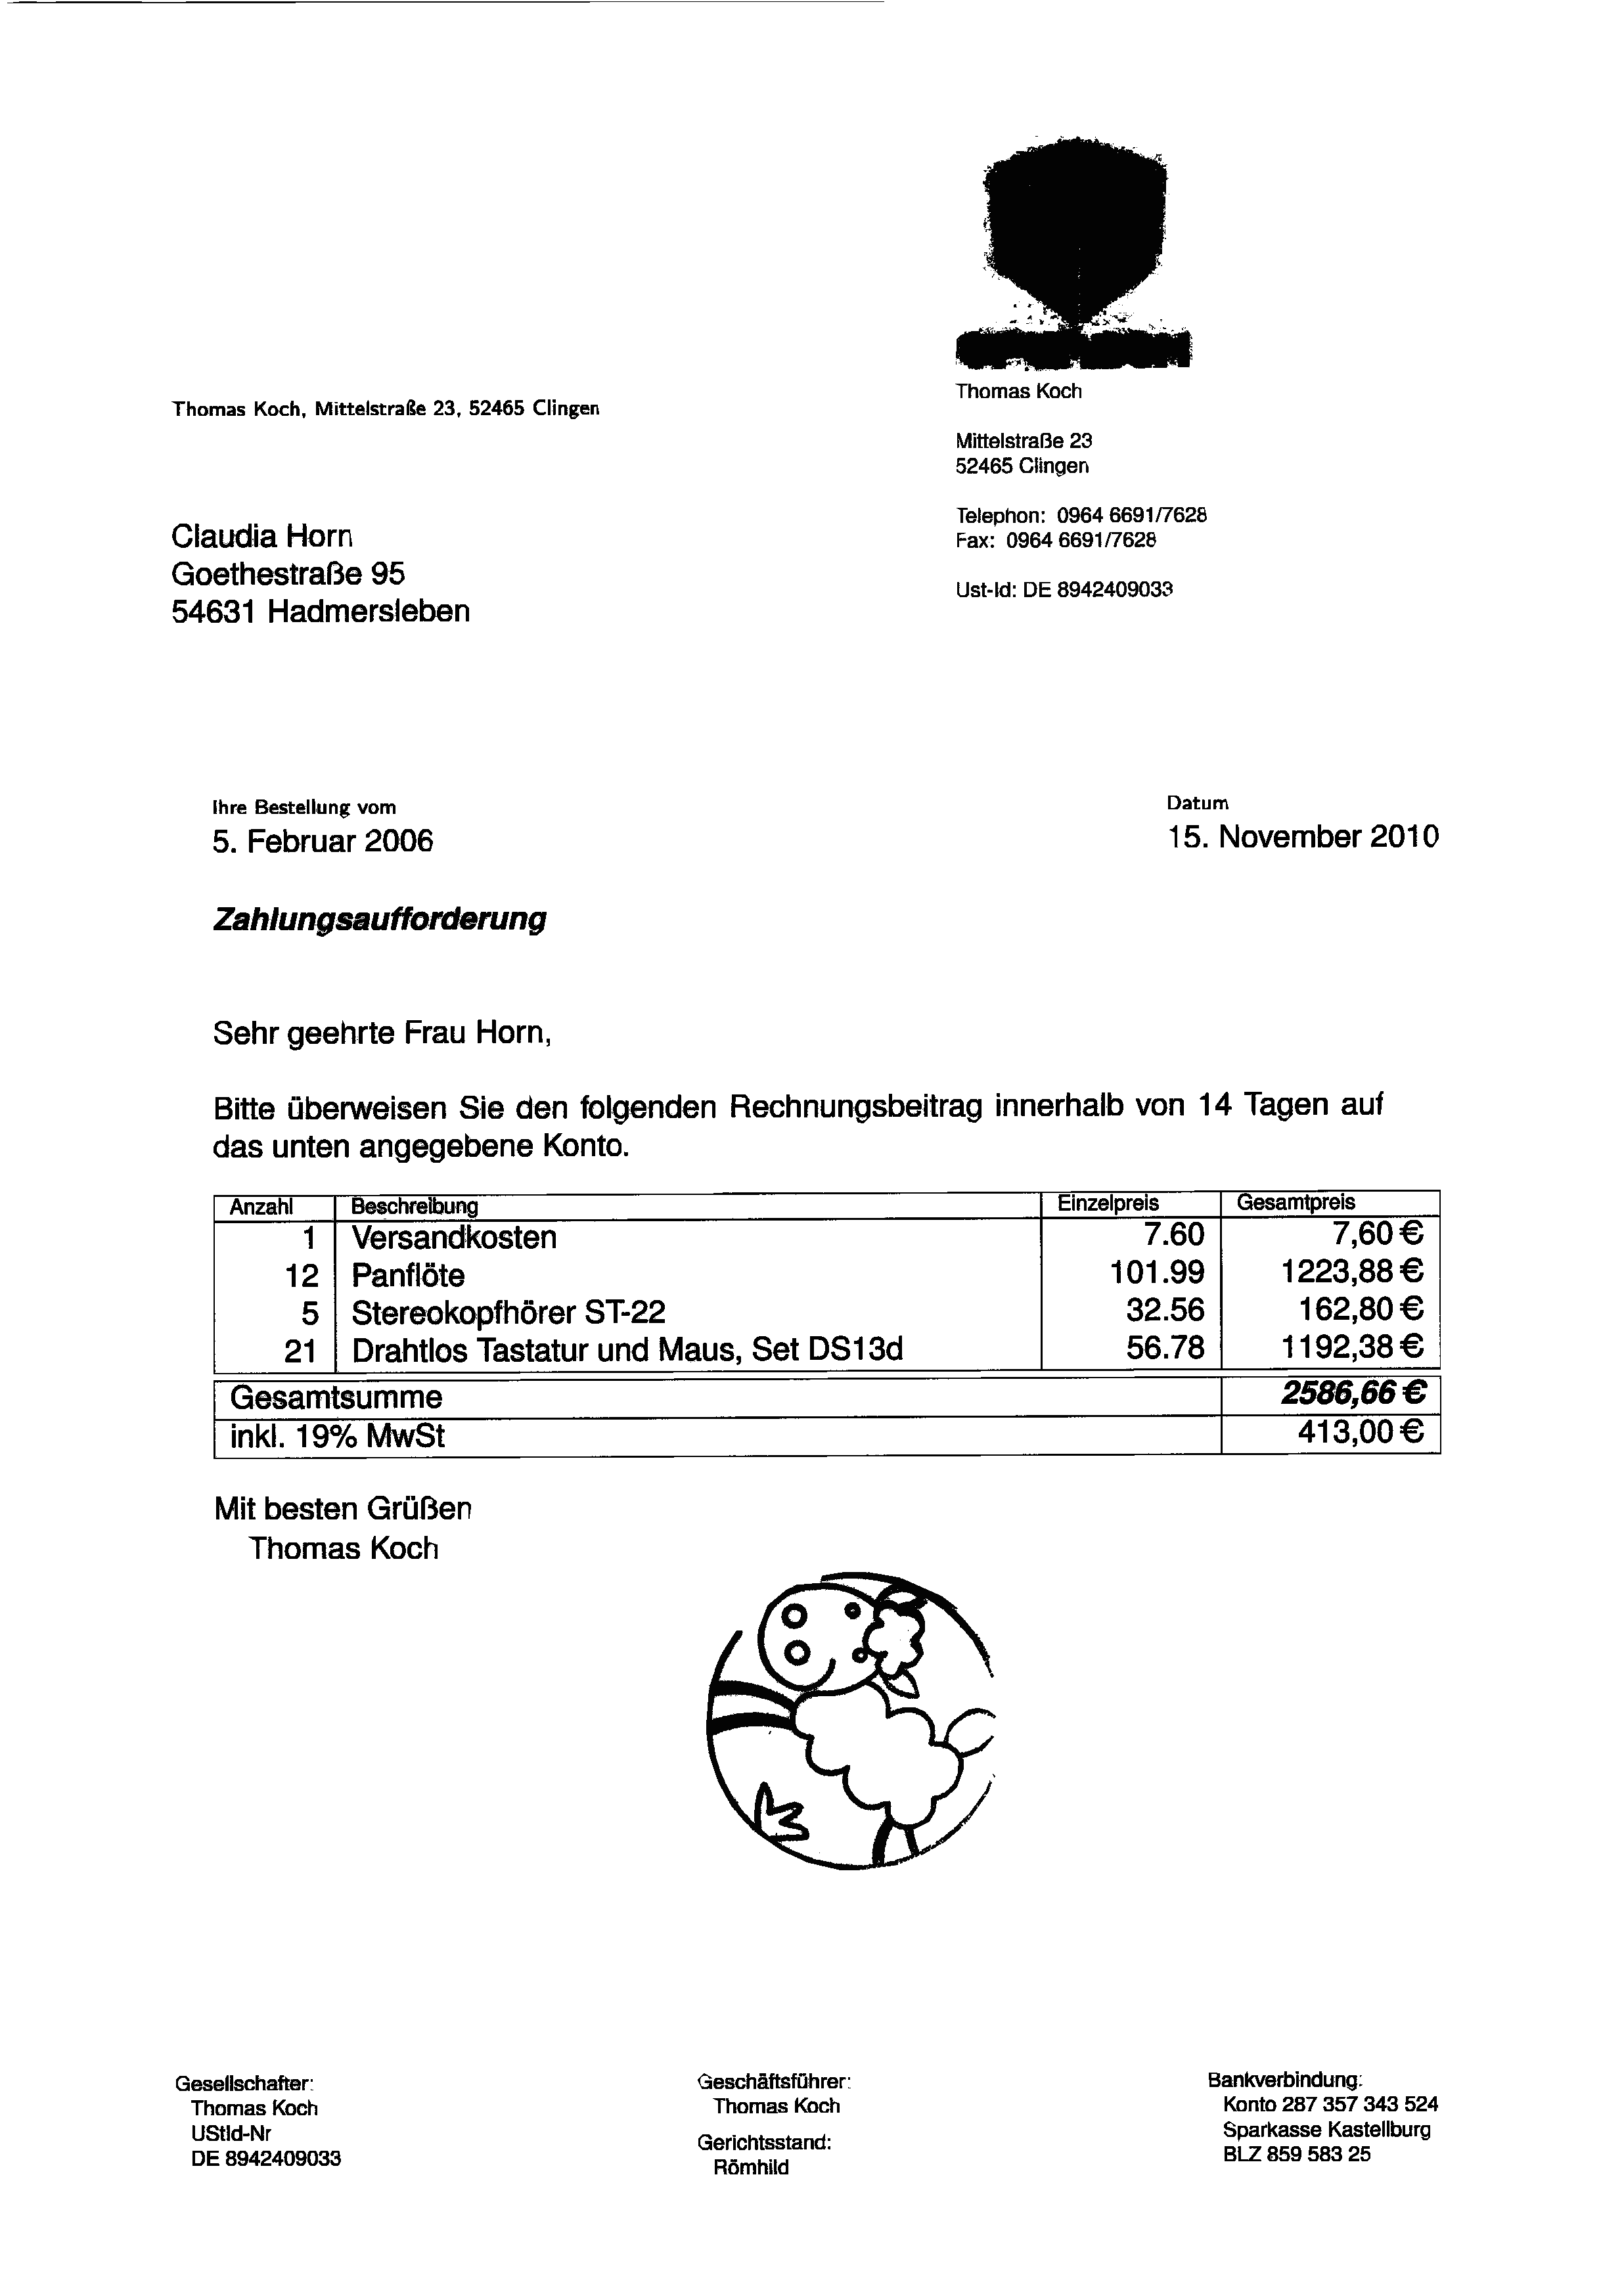 Thomas Koch, Mittelstraße 23, 52465 Clingen
Thomas Koch
Mittelstraße 23
52465 Clingen
Telephon: 0964 6691/7628
Fax: 0964 6691/7628
Ust-Id: DE 8942409033
Claudia Horn
Goethestraße 95
54631 Hadmersleben
Ihre Bestellung vom
5. Februar 2006
Datum
15. November 2010
Zahlungsaufforderung
Sehr geehrte Frau Horn,
Bitte überweisen Sie den folgenden Rechnungsbeitrag innerhalb von 14 Tagen auf
das unten angegebene Konto.
Anzahl Beschreibung Einzelpreis Gesamtpreis
1 Versandkosten 7.60 7,60 €
12 Panflöte 101.99 1223,88 €
5 Stereokopfhörer ST-22 32.56 162,80 €
21 Drahtlos Tastatur und Maus, Set DS13d 56.78 1192,38 €
Gesamtsumme 2586,66 €
inkl. 19% MwSt 413,00 €
Mit besten Grüßen
Thomas Koch
Gesellschafter:
Thomas Koch
UStId-Nr
DE 8942409033
Geschäftsführer:
Thomas Koch
Gerichtsstand:
Römhild
Bankverbindung:
Konto 287 357 343 524
Sparkasse Kastellburg
BLZ 859 583 25